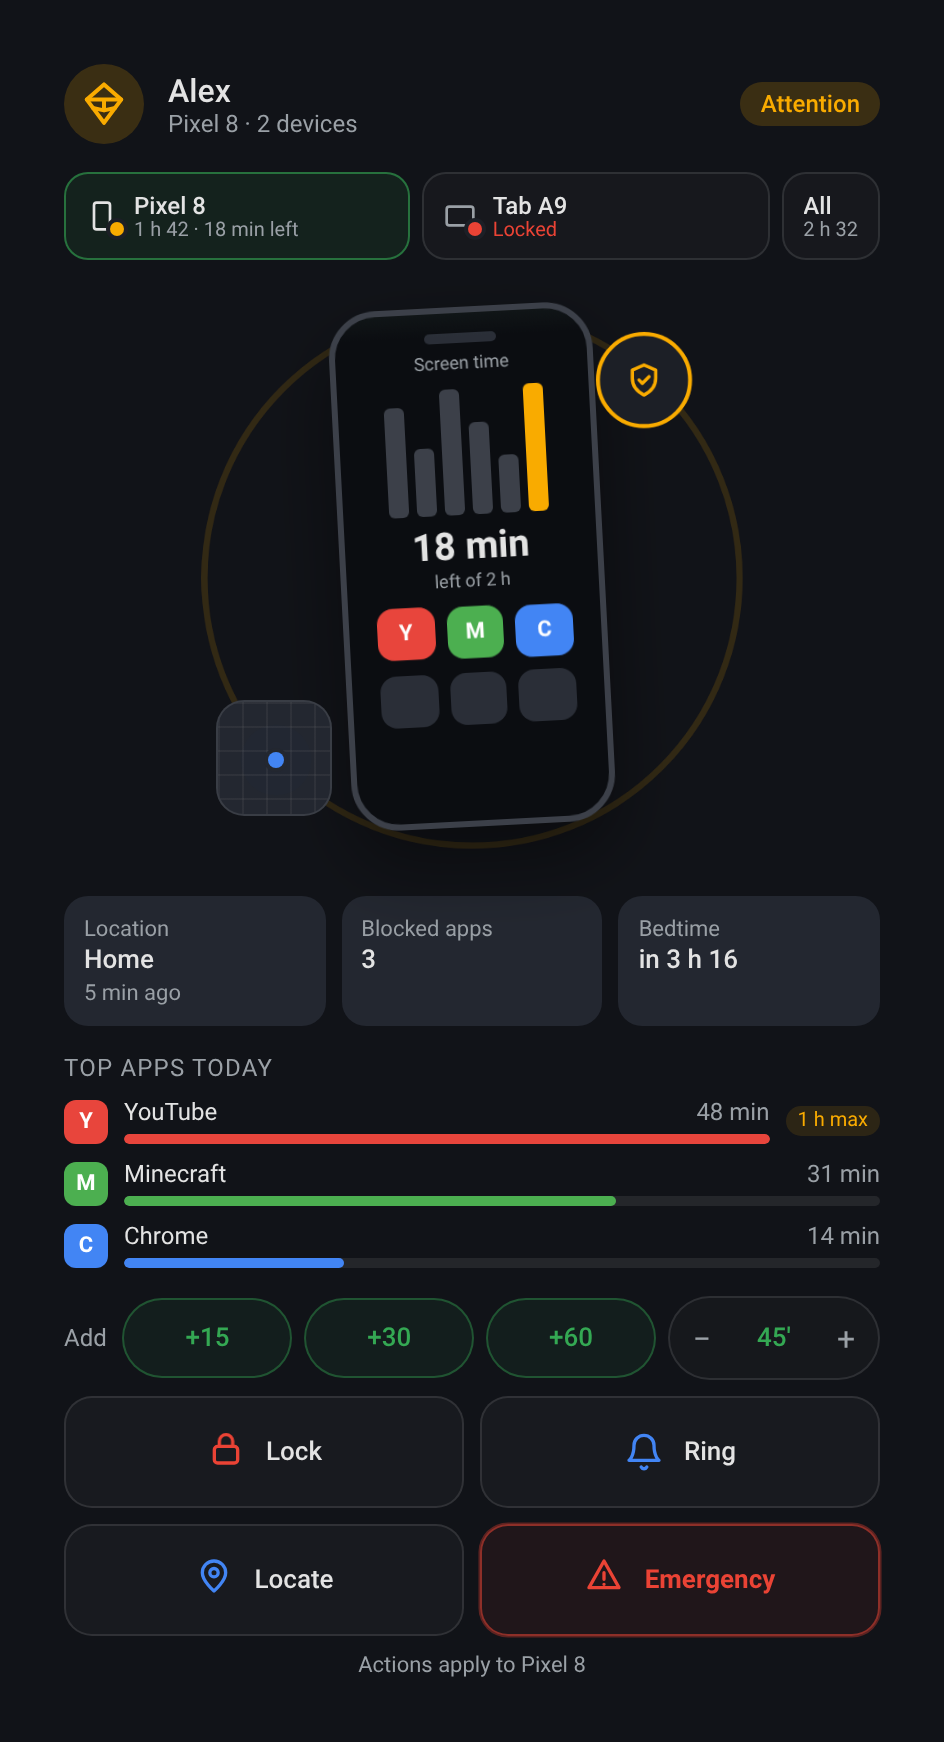 Alex
Pixel 8 · 2 devices
Attention
Pixel 8
1 h 42 · 18 min left
Tab A9
Locked
All
2 h 32
Screen time
18 min
left of 2 h
Y M C
Location
Home
5 min ago
Blocked apps
3
Bedtime
in 3 h 16
TOP APPS TODAY
Y YouTube 48 min 1 h max
M Minecraft 31 min
C Chrome 14 min
Add +15 +30 +60 − 45' +
Lock
Ring
Locate
Emergency
Actions apply to Pixel 8